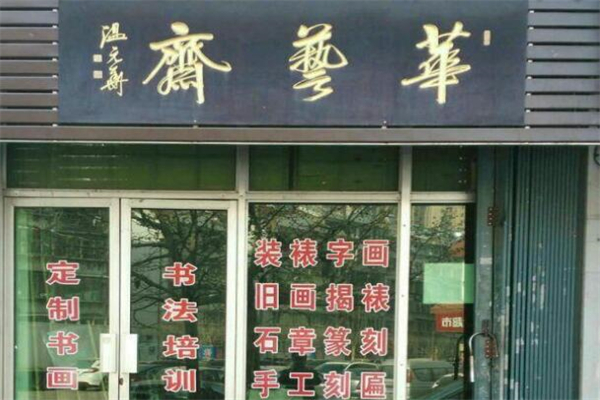 華藝齋
温元
定制书画
书法培训
装裱字画
旧画揭裱
石章篆刻
手工刻匾